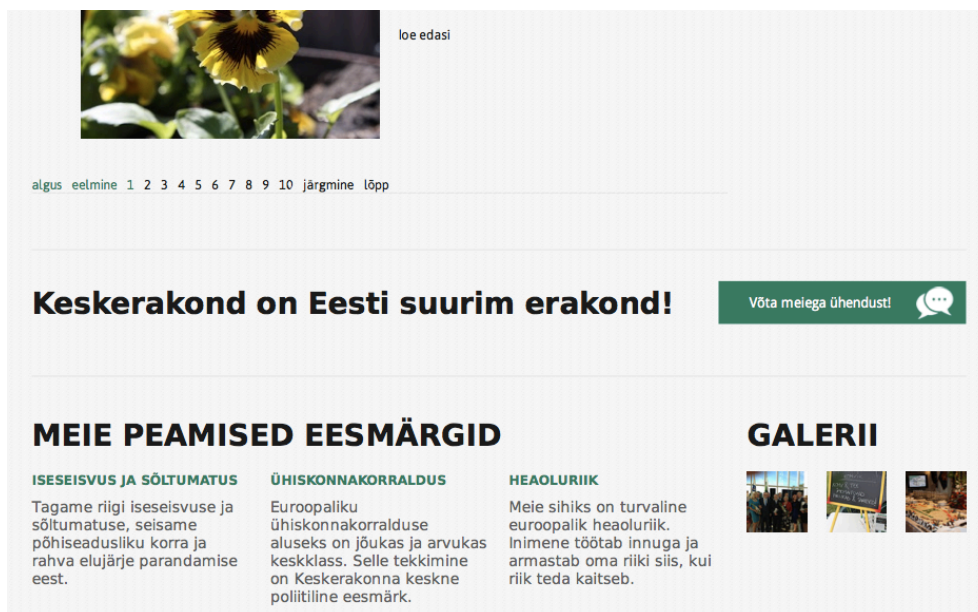 loe edasi
algus eelmine 1 2 3 4 5 6 7 8 9 10 järgmine lõpp
Keskerakond on Eesti suurim erakond!
Võta meiega ühendust!
MEIE PEAMISED EESMÄRGID
ISESEISVUS JA SÕLTUMATUS
Tagame riigi iseseisvuse ja
sõltumatuse, seisame
põhiseadusliku korra ja
rahva elujärje parandamise
eest.
ÜHISKONNAKORRALDUS
Euroopaliku
ühiskonnakorralduse
aluseks on jõukas ja arvukas
keskklass. Selle tekkimine
on Keskerakonna keskne
poliitiline eesmärk.
HEAOLURIIK
Meie sihiks on turvaline
euroopalik heaoluriik.
Inimene töötab innuga ja
armastab oma riiki siis, kui
riik teda kaitseb.
GALERII